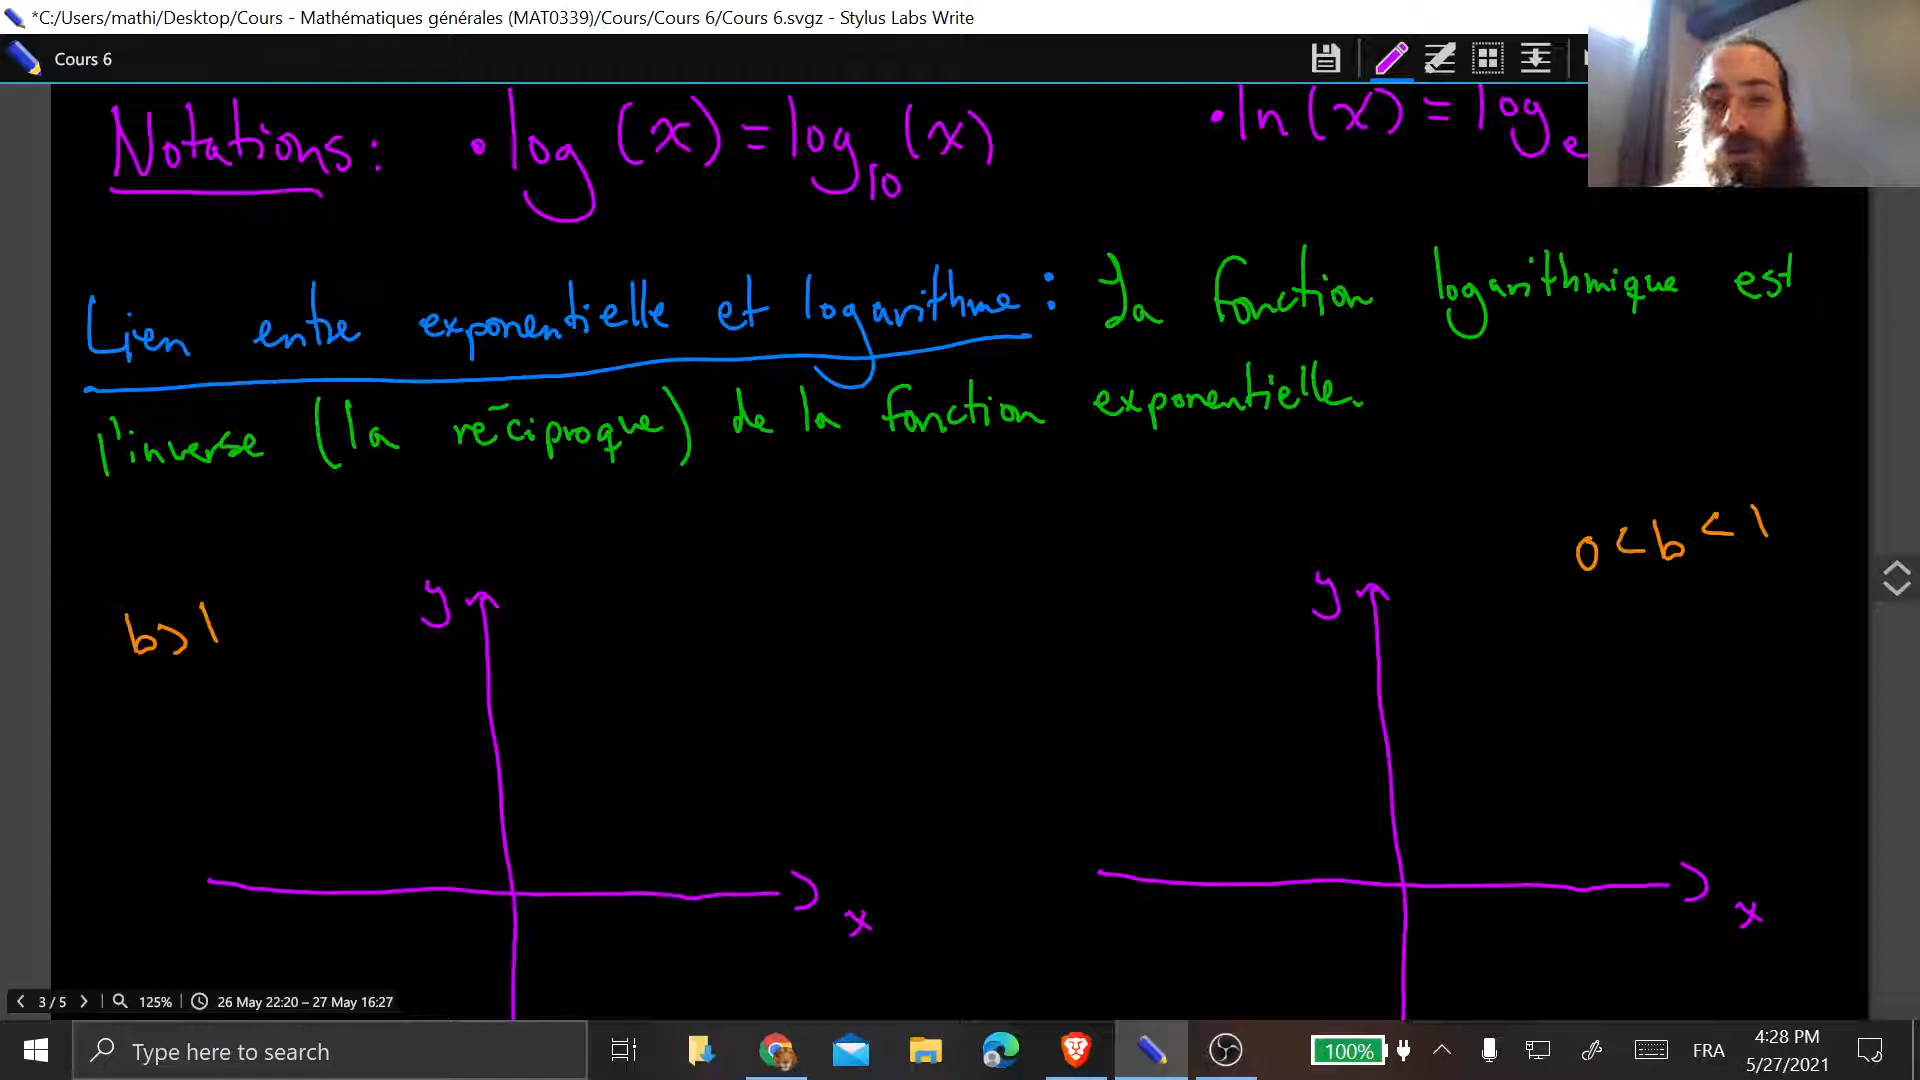 *C:/Users/mathi/Desktop/Cours - Mathématiques générales (MAT0339)/Cours/Cours 6/Cours 6.svgz - Stylus Labs Write
Cours 6
Notations: • log (x) = log₁₀ (x) • ln (x) = logₑ
Lien entre exponentielle et logarithme : La fonction logarithmique est
l'inverse (la réciproque) de la fonction exponentielle.
0 < b < 1
b > 1
y y
x x
3 / 5 125% 26 May 22:20 – 27 May 16:27
Type here to search
100% FRA 4:28 PM
5/27/2021